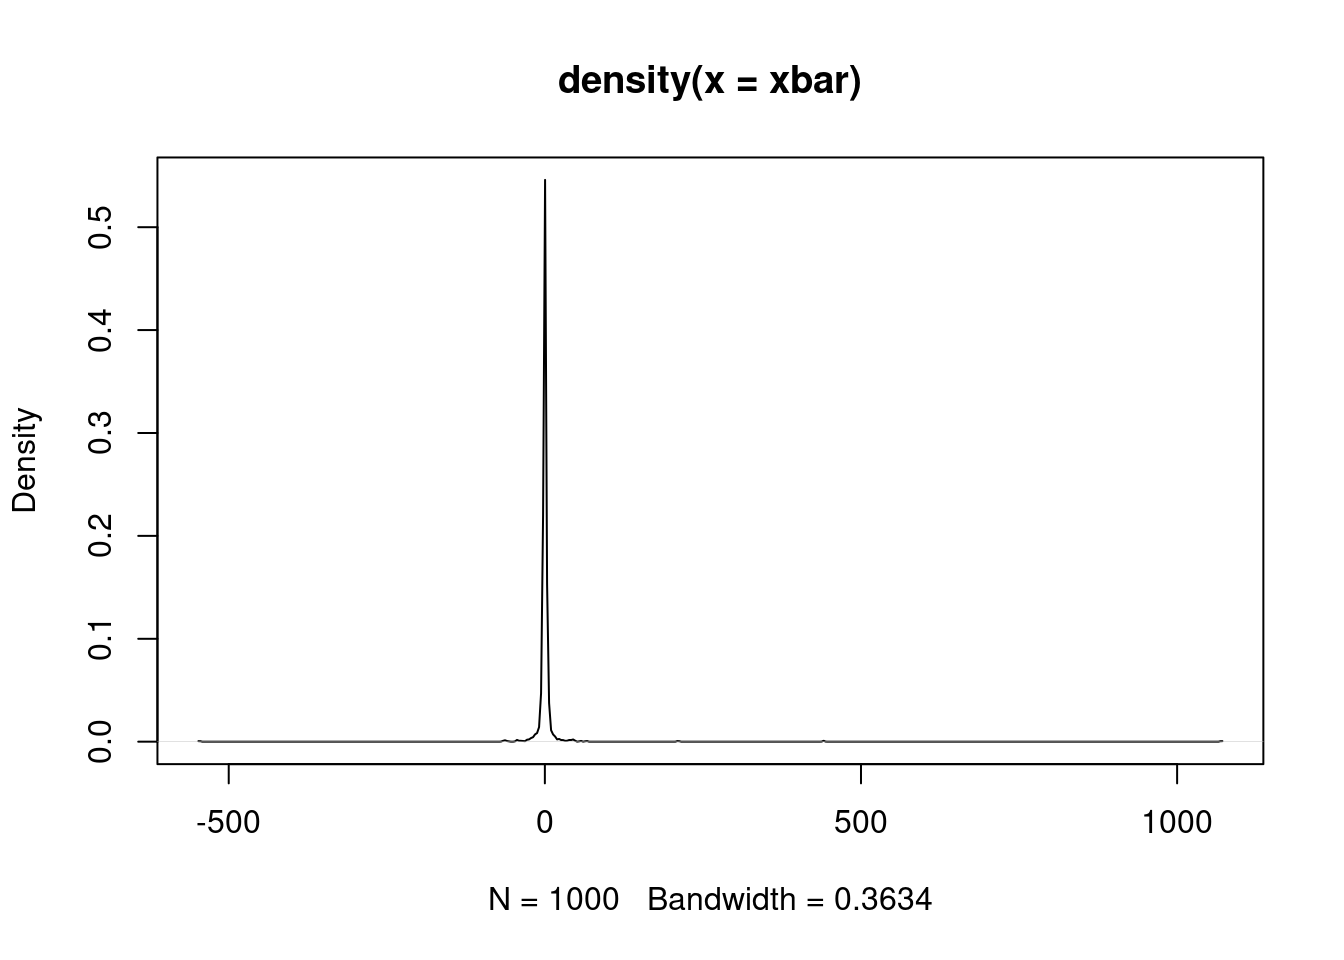 density(x = xbar)
Density
0.5
0.4
0.3
0.2
0.1
0.0
-500 0 500 1000
N = 1000 Bandwidth = 0.3634